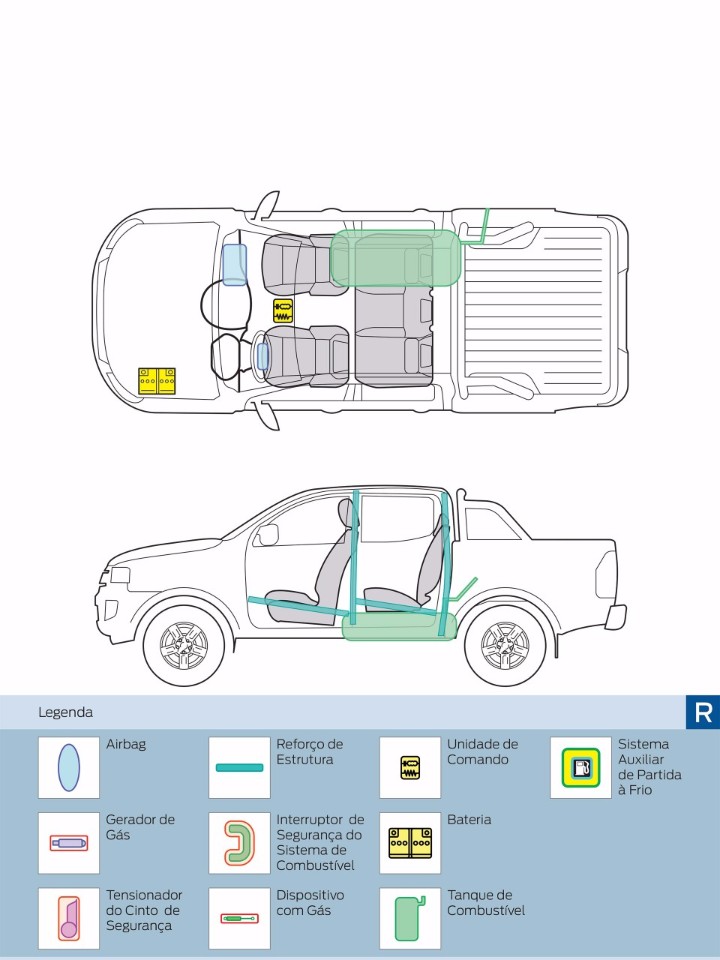 Legenda
R
Airbag
Reforço de
Estrutura
Unidade de
Comando
Sistema
Auxiliar
de Partida
à Frio
Gerador de
Gás
Interruptor de
Segurança do
Sistema de
Combustível
Bateria
Tensionador
do Cinto de
Segurança
Dispositivo
com Gás
Tanque de
Combustível